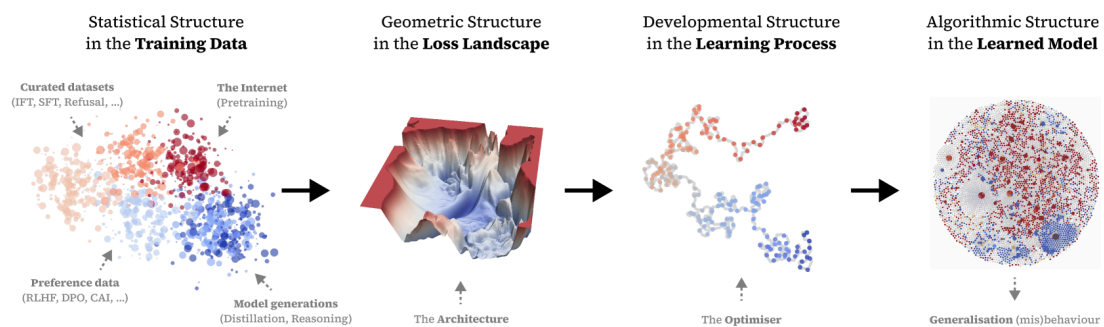 Statistical Structure
in the Training Data
Geometric Structure
in the Loss Landscape
Developmental Structure
in the Learning Process
Algorithmic Structure
in the Learned Model
Curated datasets
(IFT, SFT, Refusal, ...)
The Internet
(Pretraining)
Preference data
(RLHF, DPO, CAI, ...)
Model generations
(Distillation, Reasoning)
The Architecture
The Optimiser
Generalisation (mis)behaviour